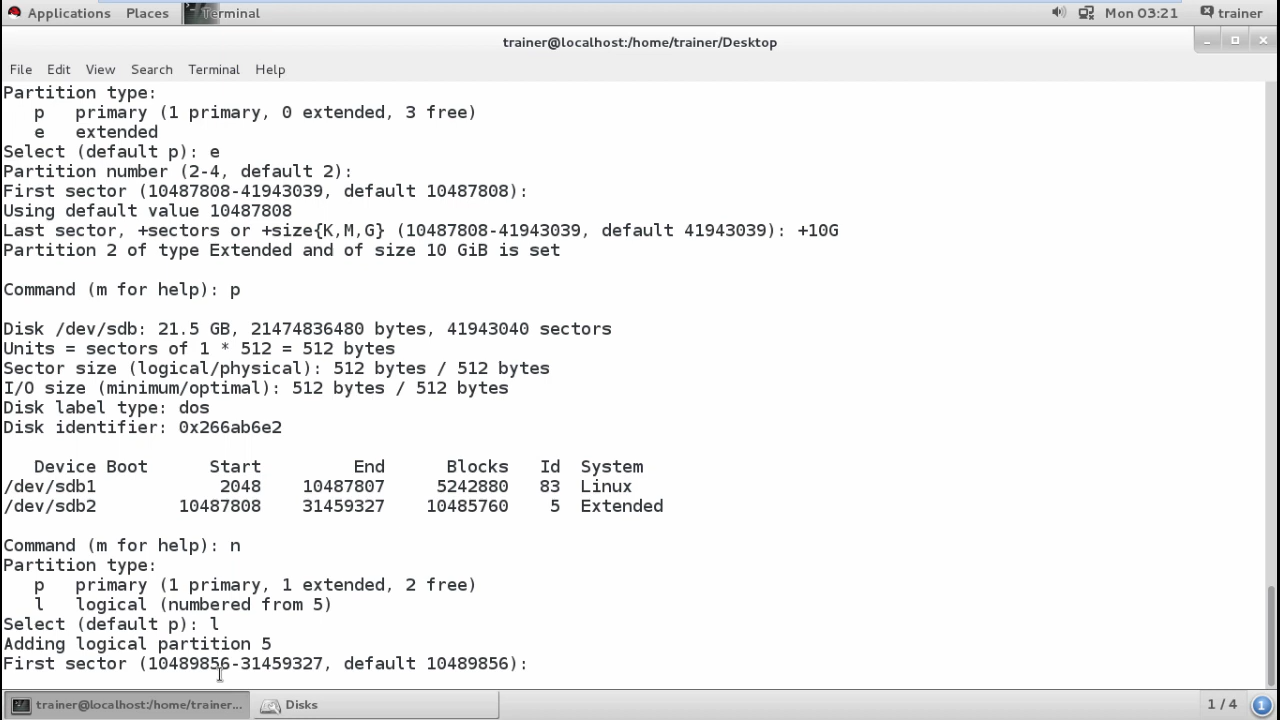 Applications Places Terminal Mon 03:21 trainer
trainer@localhost:/home/trainer/Desktop
File Edit View Search Terminal Help
Partition type:
   p   primary (1 primary, 0 extended, 3 free)
   e   extended
Select (default p): e
Partition number (2-4, default 2):
First sector (10487808-41943039, default 10487808):
Using default value 10487808
Last sector, +sectors or +size{K,M,G} (10487808-41943039, default 41943039): +10G
Partition 2 of type Extended and of size 10 GiB is set
Command (m for help): p
Disk /dev/sdb: 21.5 GB, 21474836480 bytes, 41943040 sectors
Units = sectors of 1 * 512 = 512 bytes
Sector size (logical/physical): 512 bytes / 512 bytes
I/O size (minimum/optimal): 512 bytes / 512 bytes
Disk label type: dos
Disk identifier: 0x266ab6e2
   Device Boot      Start         End      Blocks   Id  System
/dev/sdb1            2048    10487807     5242880   83  Linux
/dev/sdb2        10487808    31459327    10485760    5  Extended
Command (m for help): n
Partition type:
   p   primary (1 primary, 1 extended, 2 free)
   l   logical (numbered from 5)
Select (default p): l
Adding logical partition 5
First sector (10489856-31459327, default 10489856):
trainer@localhost:/home/trainer... Disks 1 / 4 1